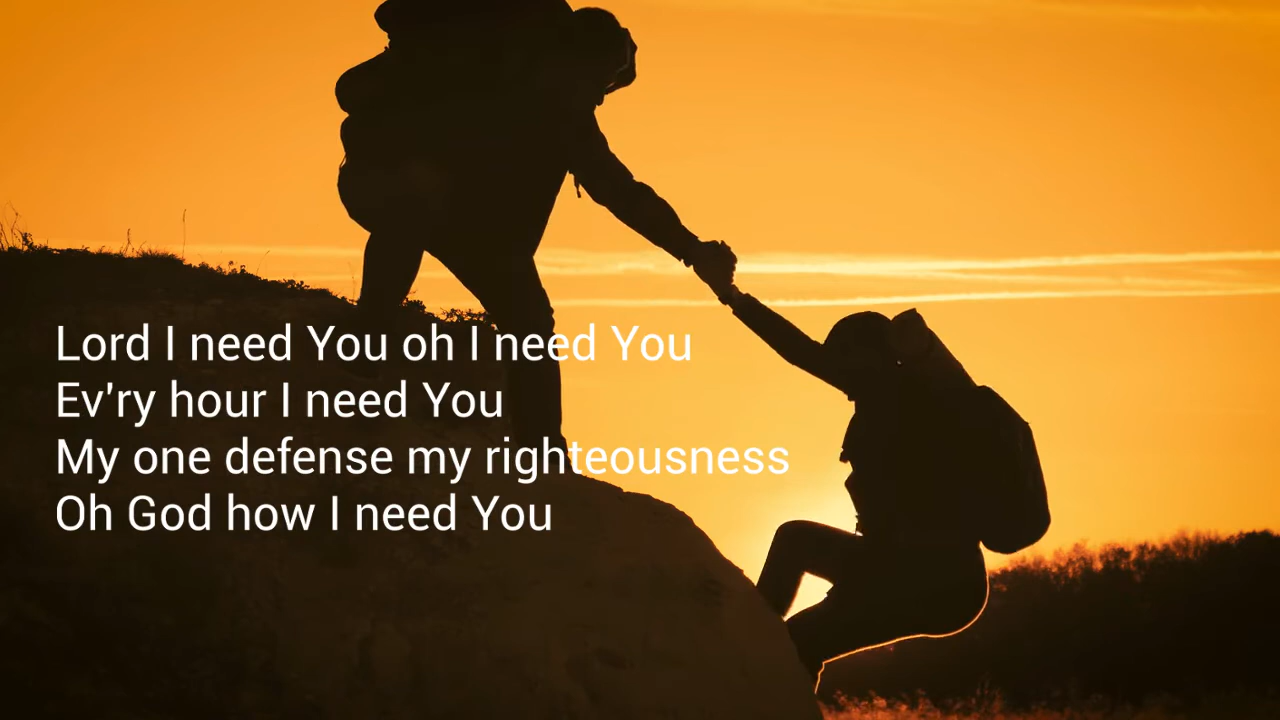 Lord I need You oh I need You
Ev'ry hour I need You
My one defense my righteousness
Oh God how I need You